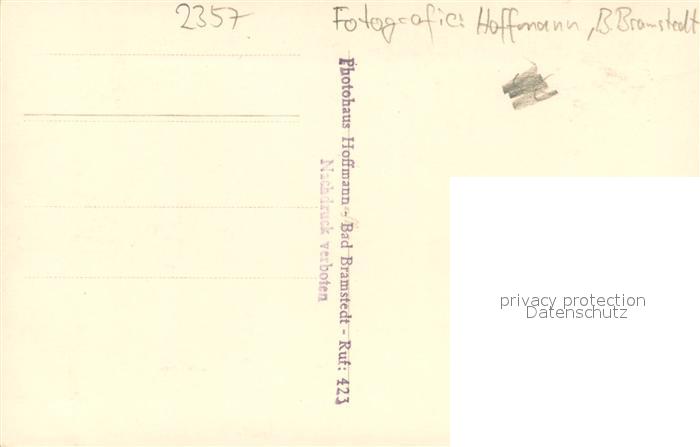 2357
Fotografie: Hoffmann, B. Bramstedt
Photohaus Hoffmann - Bad Bramstedt - Ruf: 423
Nachdruck verboten
privacy protection
Datenschutz